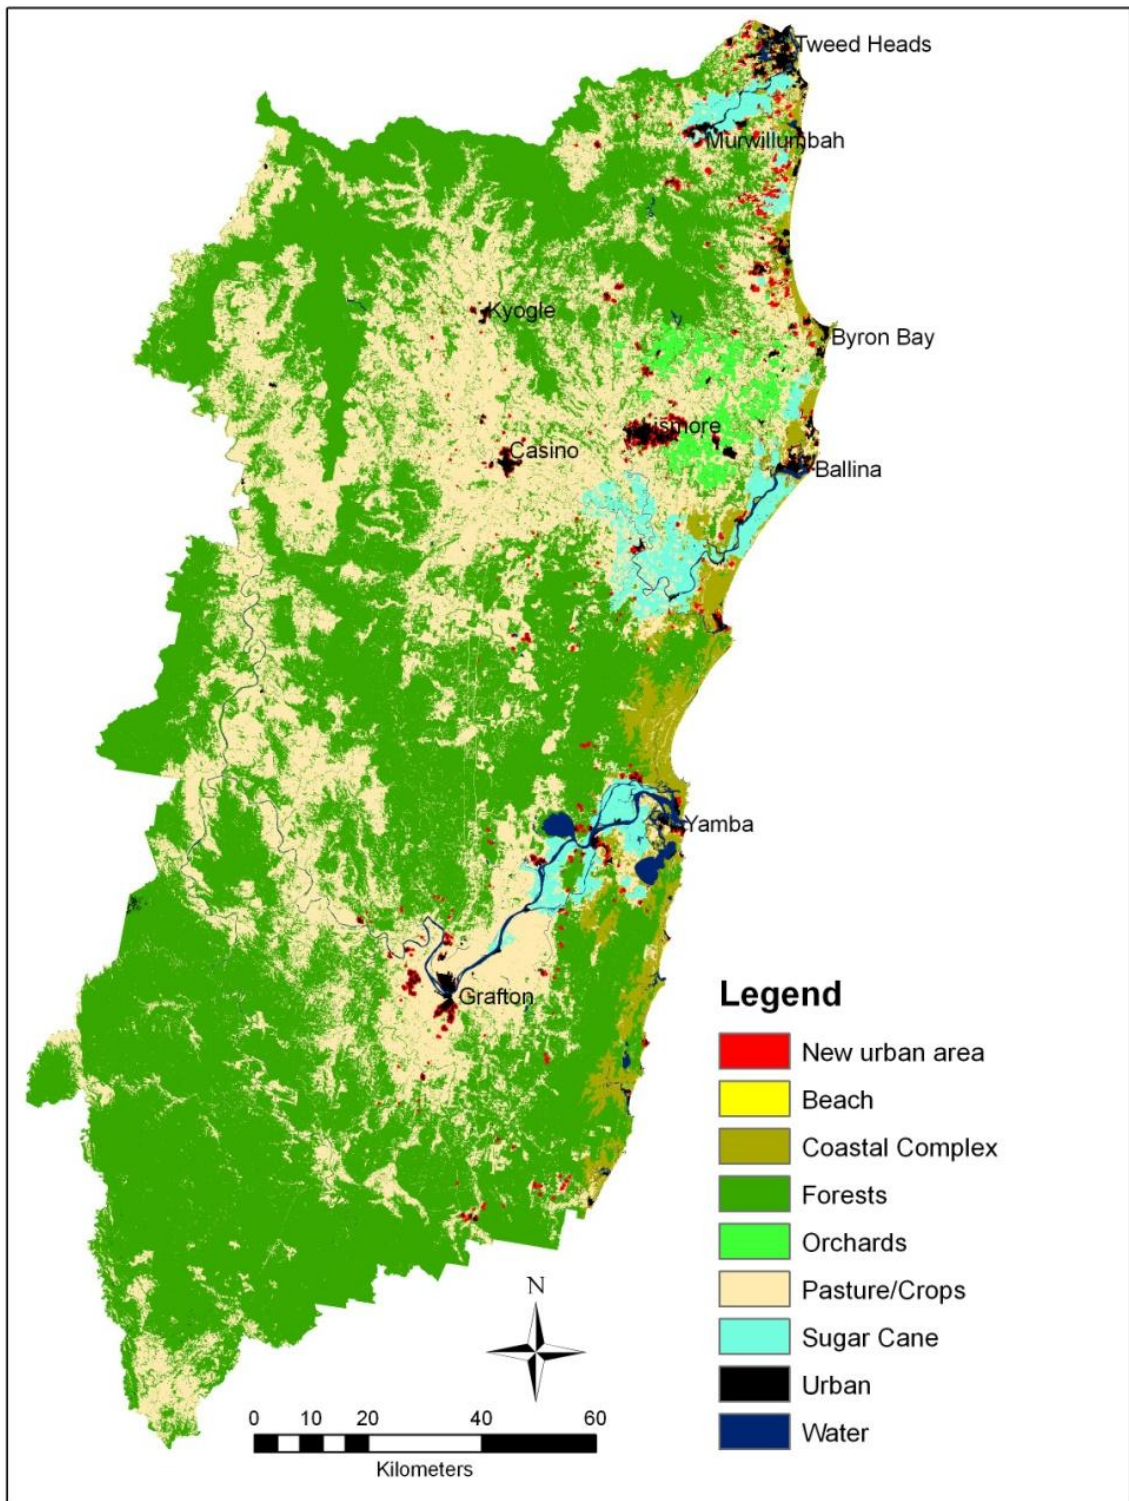 Tweed Heads
Murwillumbah
Kyogle
Byron Bay
Lismore
Casino
Ballina
Yamba
Grafton
Legend
New urban area
Beach
Coastal Complex
Forests
Orchards
Pasture/Crops
Sugar Cane
Urban
Water
N
0 10 20 40 60
Kilometers